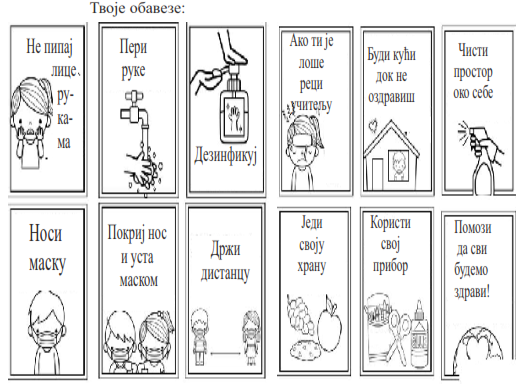 Твоје обавезе:
Не пипај
лице
ру-
ка-
ма
Пери
руке
Дезинфикуј
Ако ти је
лоше
реци
учитељу
Буди кући
док не
оздравиш
Чисти
простор
око себе
Носи
маску
Покриј нос
и уста
маском
Држи
дистанцу
Једи
своју
храну
Користи
свој
прибор
Помози
да сви
будемо
здрави!